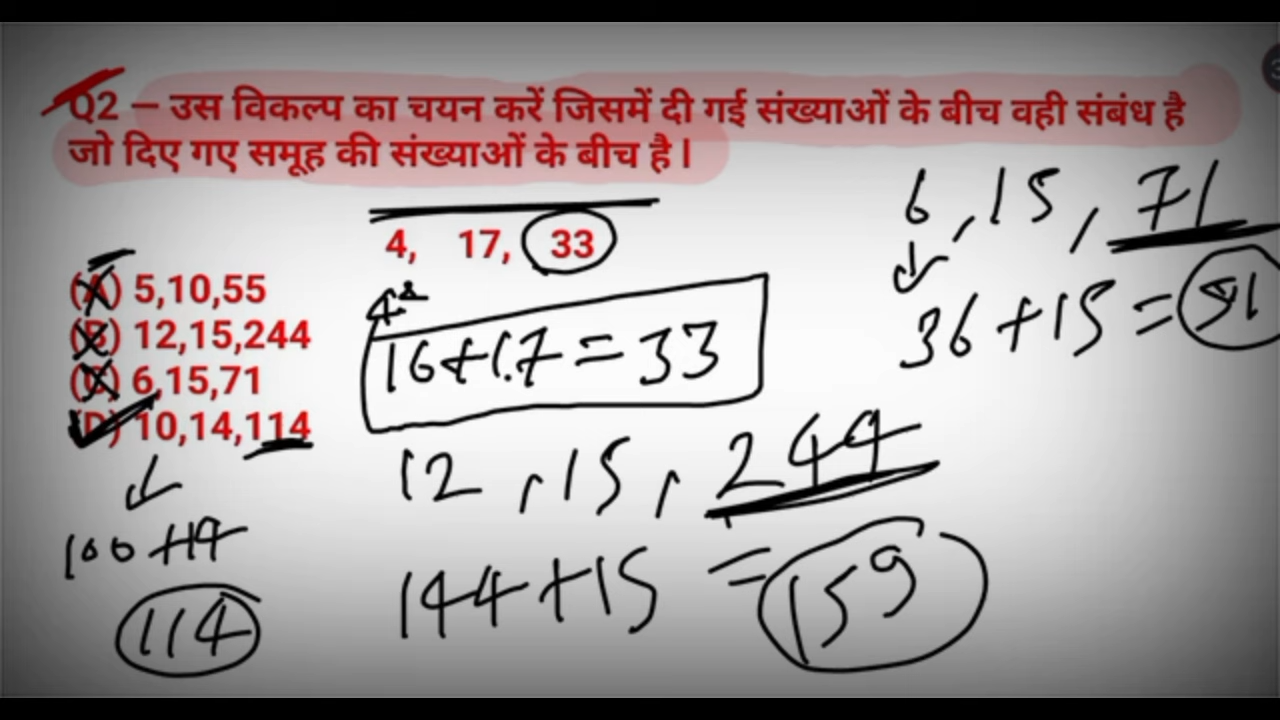 Q2 – उस विकल्प का चयन करें जिसमें दी गई संख्याओं के बीच वही संबंध है
जो दिए गए समूह की संख्याओं के बीच है।
4, 17, 33
(A) 5,10,55
(B) 12,15,244
(C) 6,15,71
(D) 10,14,114
4²
16+17=33
6,15,71
36+15=51
12,15,244
144+15=159
100+14
114